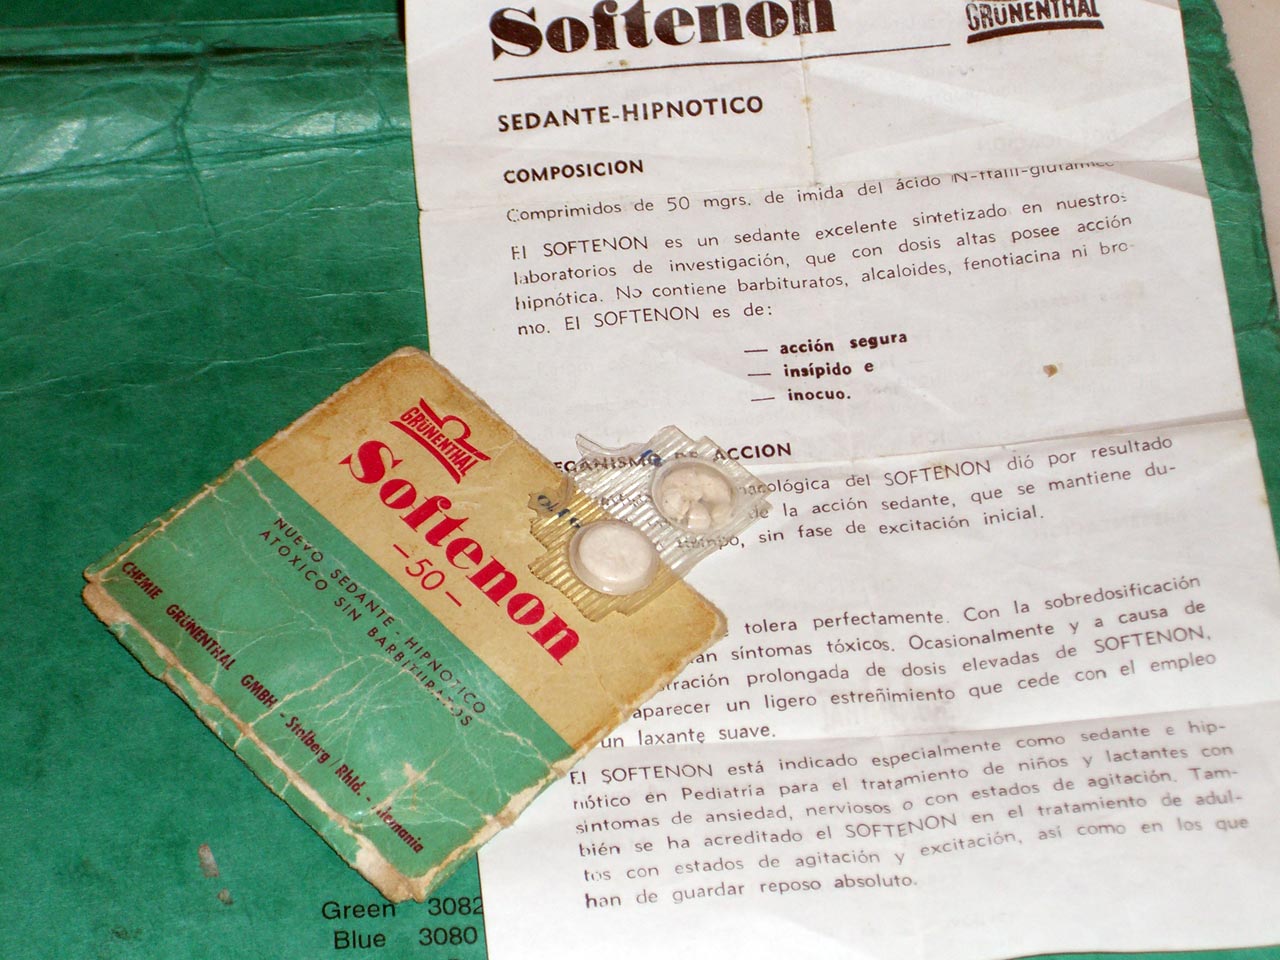 Softenon
GRÜNENTHAL
SEDANTE-HIPNOTICO
COMPOSICION
Comprimidos de 50 mgrs. de imida del ácido N-ftalil-glutámico
El SOFTENON es un sedante excelente sintetizado en nuestros
laboratorios de investigación, que con dosis altas posee acción
hipnótica. No contiene barbituratos, alcaloides, fenotiacina ni bro-
mo. El SOFTENON es de:
— acción segura
— insípido e
— inocuo.
DE ACCION
del SOFTENON dió por resultado
de la acción sedante, que se mantiene du-
tiempo, sin fase de excitación inicial.
tolera perfectamente. Con la sobredosificación
síntomas tóxicos. Ocasionalmente y a causa de
prolongada de dosis elevadas de SOFTENON,
aparecer un ligero estreñimiento que cede con el empleo
un laxante suave.
El SOFTENON está indicado especialmente como sedante e hip-
nótico en Pediatría para el tratamiento de niños y lactantes con
sintomas de ansiedad, nerviosos o con estados de agitación. Tam-
bién se ha acreditado el SOFTENON en el tratamiento de adul-
tos con estados de agitación y excitación, así como en los que
han de guardar reposo absoluto.
GRÜNENTHAL
Softenon
—50—
NUEVO SEDANTE-HIPNOTICO
ATOXICO SIN BARBITURATOS
CHEMIE GRÜNENTHAL GMBH - Stolberg Rhld. - Alemania
Green 3082
Blue 3080